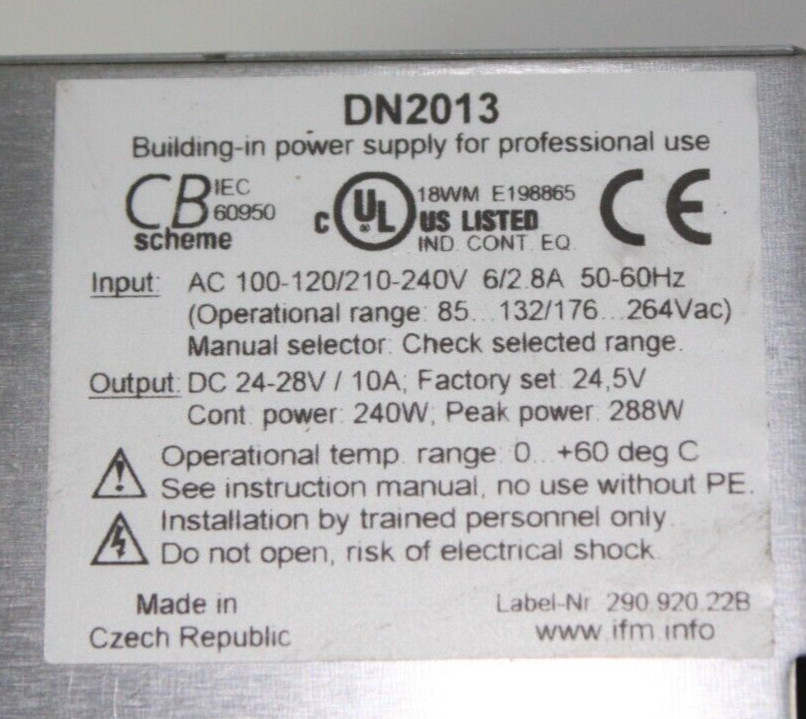 DN2013
Building-in power supply for professional use
CB IEC 60950 scheme
c UL ® 18WM E198865
US LISTED
IND. CONT. EQ.
CE
Input: AC 100-120/210-240V 6/2.8A 50-60Hz
(Operational range: 85...132/176...264Vac)
Manual selector. Check selected range.
Output: DC 24-28V / 10A; Factory set: 24,5V
Cont. power: 240W; Peak power: 288W
Operational temp. range: 0...+60 deg C
See instruction manual, no use without PE.
Installation by trained personnel only.
Do not open, risk of electrical shock.
Made in
Czech Republic
Label-Nr. 290.920.22B
www.ifm.info